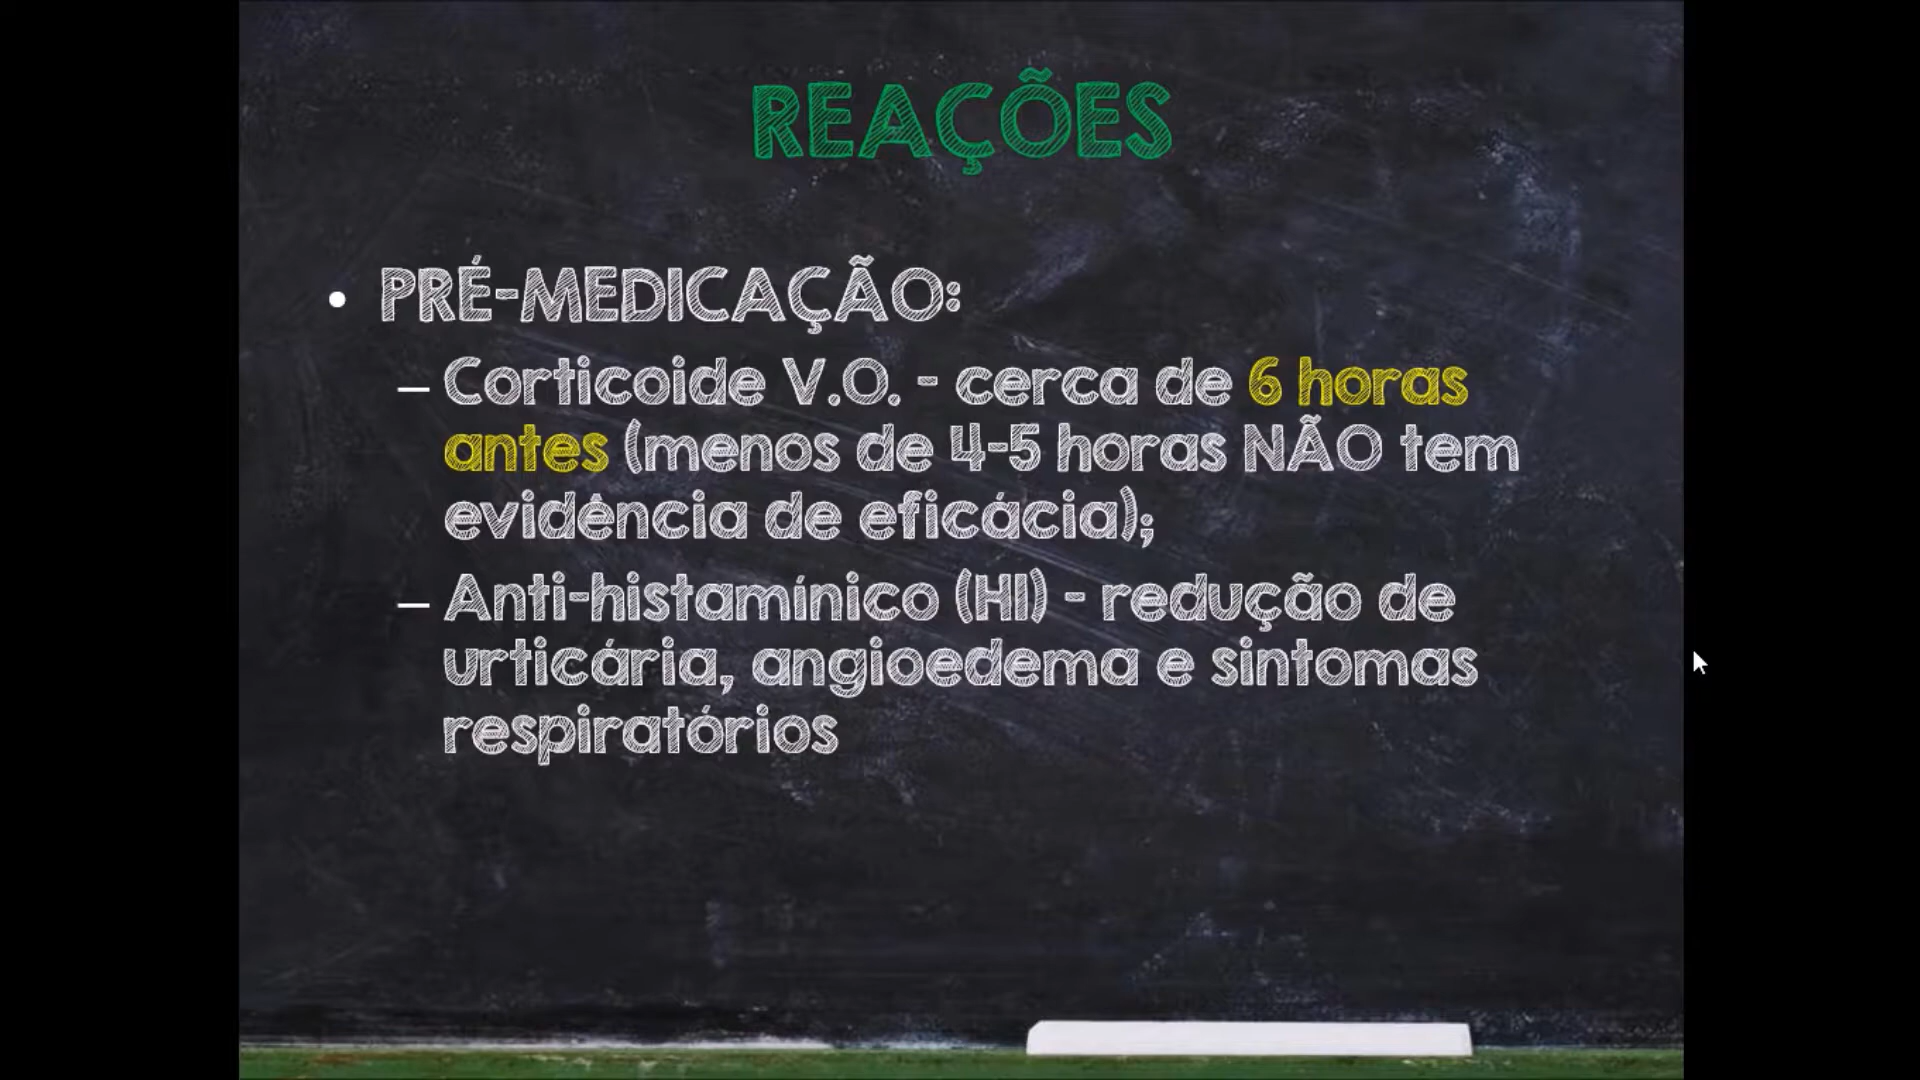 REAÇÕES
• PRÉ-MEDICAÇÃO:
– Corticoide V.O. - cerca de 6 horas
antes (menos de 4-5 horas NÃO tem
evidência de eficácia);
– Anti-histamínico (H1) - redução de
urticária, angioedema e sintomas
respiratórios